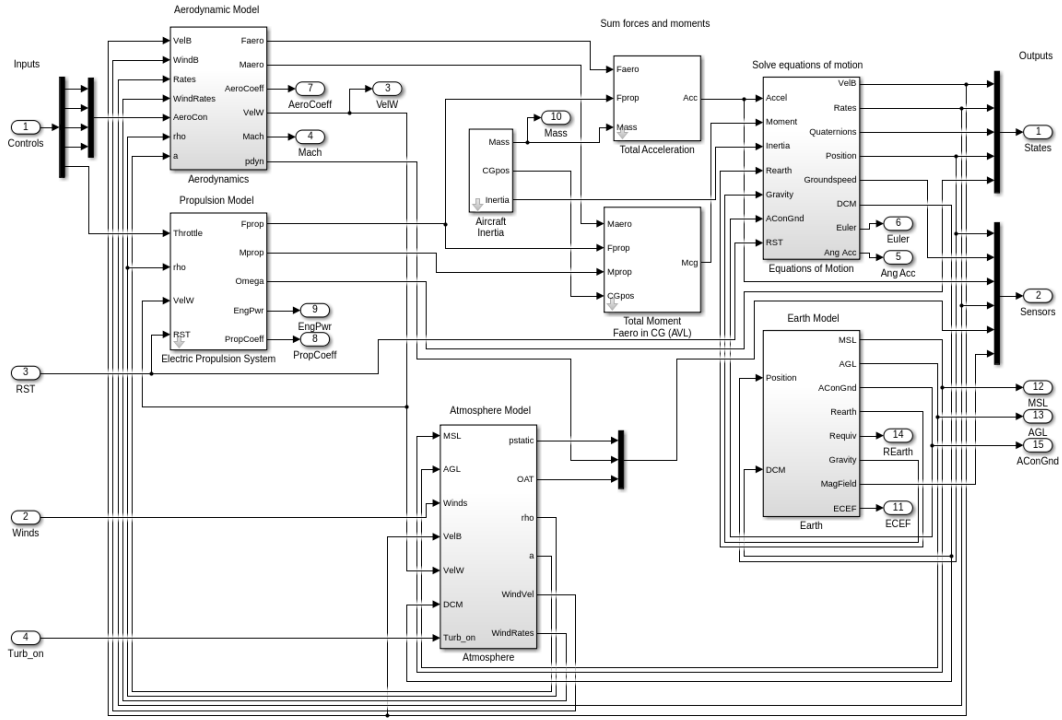 Aerodynamic Model
Sum forces and moments
Inputs
Outputs
Solve equations of motion
1
Controls
VelB
WindB
Rates
WindRates
AeroCon
rho
a
Faero
Maero
AeroCoeff
VelW
Mach
pdyn
Aerodynamics
7
AeroCoeff
3
VelW
4
Mach
Propulsion Model
Throttle
rho
VelW
RST
Fprop
Mprop
Omega
EngPwr
PropCoeff
Electric Propulsion System
9
EngPwr
8
PropCoeff
10
Mass
Mass
CGpos
Inertia
Aircraft
Inertia
Faero
Fprop
Mass
Acc
Total Acceleration
Maero
Fprop
Mprop
CGpos
Mcg
Total Moment
Faero in CG (AVL)
Accel
Moment
Inertia
Rearth
Gravity
AConGnd
RST
VelB
Rates
Quaternions
Position
Groundspeed
DCM
Euler
Ang Acc
Equations of Motion
6
Euler
5
Ang Acc
1
States
2
Sensors
3
RST
Earth Model
Position
DCM
MSL
AGL
AConGnd
Rearth
Requiv
Gravity
MagField
ECEF
Earth
14
REarth
11
ECEF
12
MSL
13
AGL
15
AConGnd
Atmosphere Model
MSL
AGL
Winds
VelB
VelW
DCM
Turb_on
pstatic
OAT
rho
a
WindVel
WindRates
Atmosphere
2
Winds
4
Turb_on